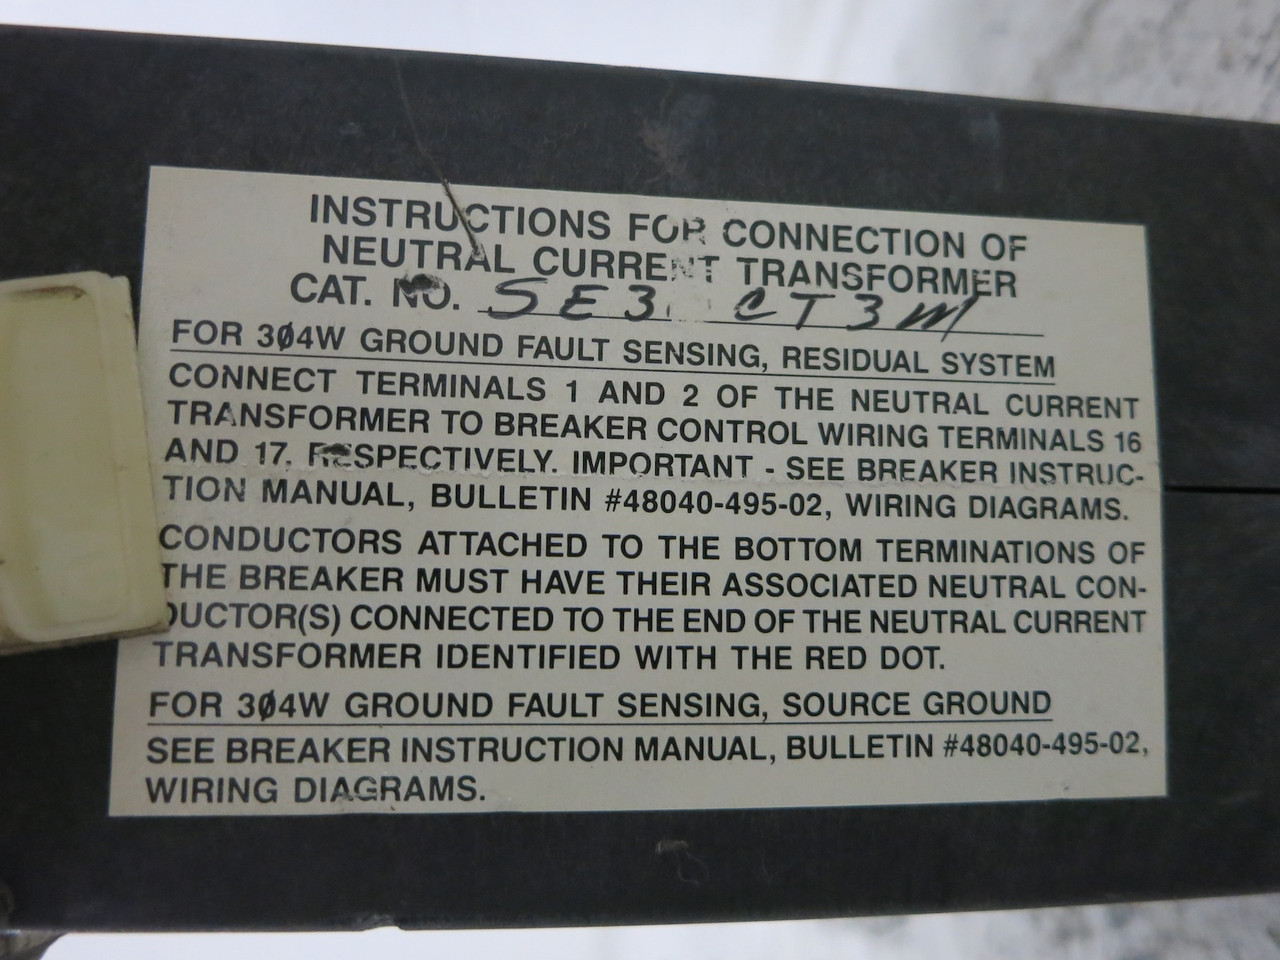 INSTRUCTIONS FOR CONNECTION OF
NEUTRAL CURRENT TRANSFORMER
CAT. NO. SE3 CT3M
FOR 3ø4W GROUND FAULT SENSING, RESIDUAL SYSTEM
CONNECT TERMINALS 1 AND 2 OF THE NEUTRAL CURRENT
TRANSFORMER TO BREAKER CONTROL WIRING TERMINALS 16
AND 17, RESPECTIVELY. IMPORTANT - SEE BREAKER INSTRUC-
TION MANUAL, BULLETIN #48040-495-02, WIRING DIAGRAMS.
CONDUCTORS ATTACHED TO THE BOTTOM TERMINATIONS OF
THE BREAKER MUST HAVE THEIR ASSOCIATED NEUTRAL CON-
DUCTOR(S) CONNECTED TO THE END OF THE NEUTRAL CURRENT
TRANSFORMER IDENTIFIED WITH THE RED DOT.
FOR 3ø4W GROUND FAULT SENSING, SOURCE GROUND
SEE BREAKER INSTRUCTION MANUAL, BULLETIN #48040-495-02,
WIRING DIAGRAMS.